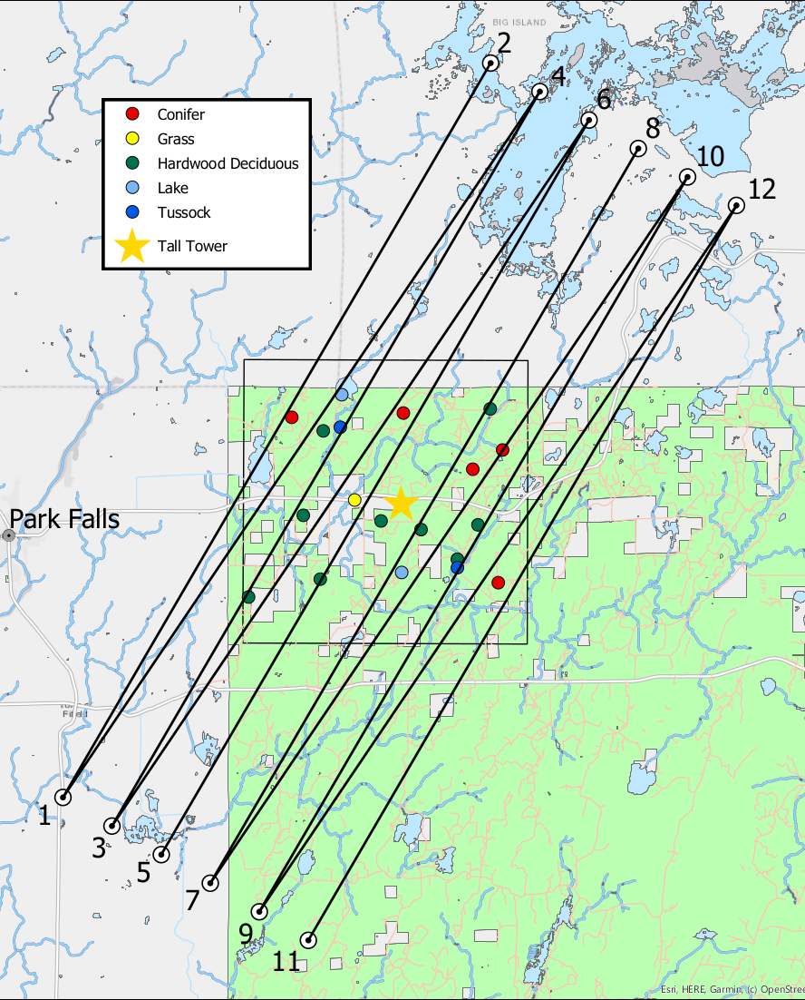 BIG ISLAND
2
4
6
8
10
12
Conifer
Grass
Hardwood Deciduous
Lake
Tussock
Tall Tower
Park Falls
Fifield
1
3
5
7
9
11
Esri, HERE, Garmin, (c) OpenStree